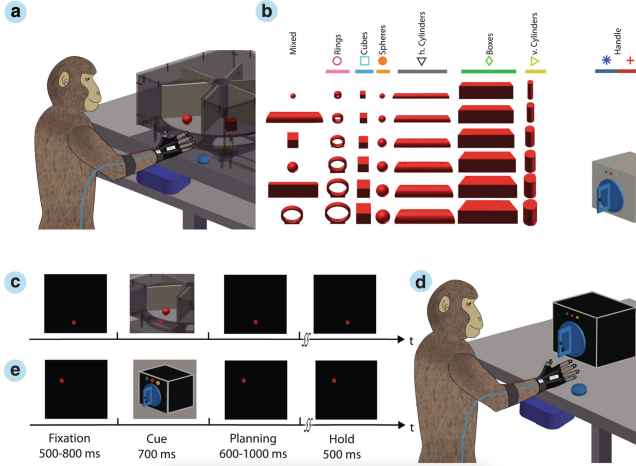 a
b
Mixed
Rings
Cubes
Spheres
h. Cylinders
Boxes
v. Cylinders
Handle
c
t
d
e
t
Fixation
500-800 ms
Cue
700 ms
Planning
600-1000 ms
Hold
500 ms